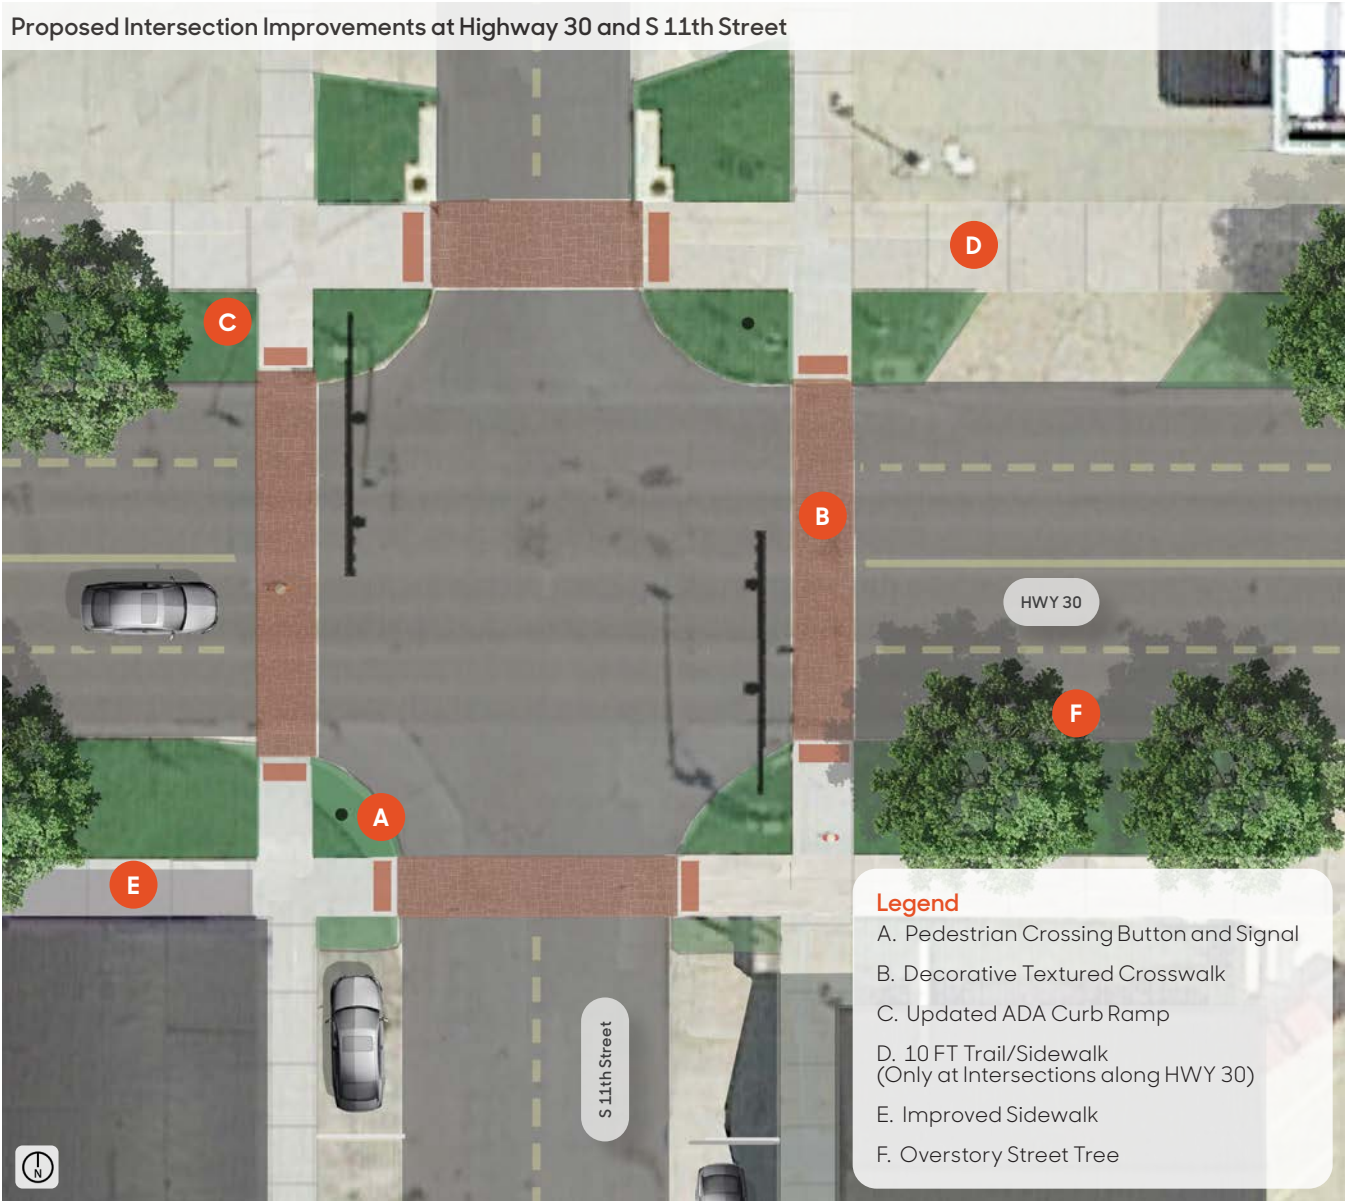 Proposed Intersection Improvements at Highway 30 and S 11th Street
D
C
B
HWY 30
F
A
E
Legend
A. Pedestrian Crossing Button and Signal
B. Decorative Textured Crosswalk
C. Updated ADA Curb Ramp
D. 10 FT Trail/Sidewalk
(Only at Intersections along HWY 30)
E. Improved Sidewalk
F. Overstory Street Tree
S 11th Street
N